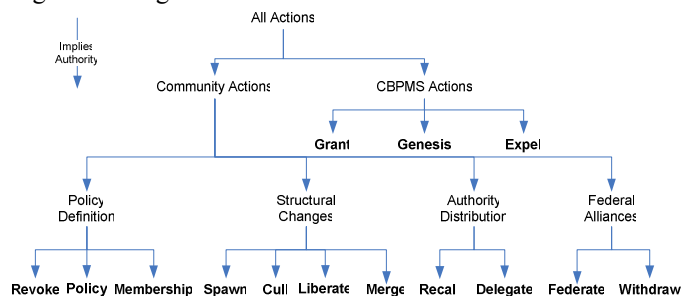 All Actions
Implies
Authority
Community Actions
CBPMS Actions
Grant
Genesis
Expel
Policy
Definition
Structural
Changes
Authority
Distribution
Federal
Alliances
Revoke
Policy
Membership
Spawn
Cull
Liberate
Merge
Recal
Delegate
Federate
Withdraw